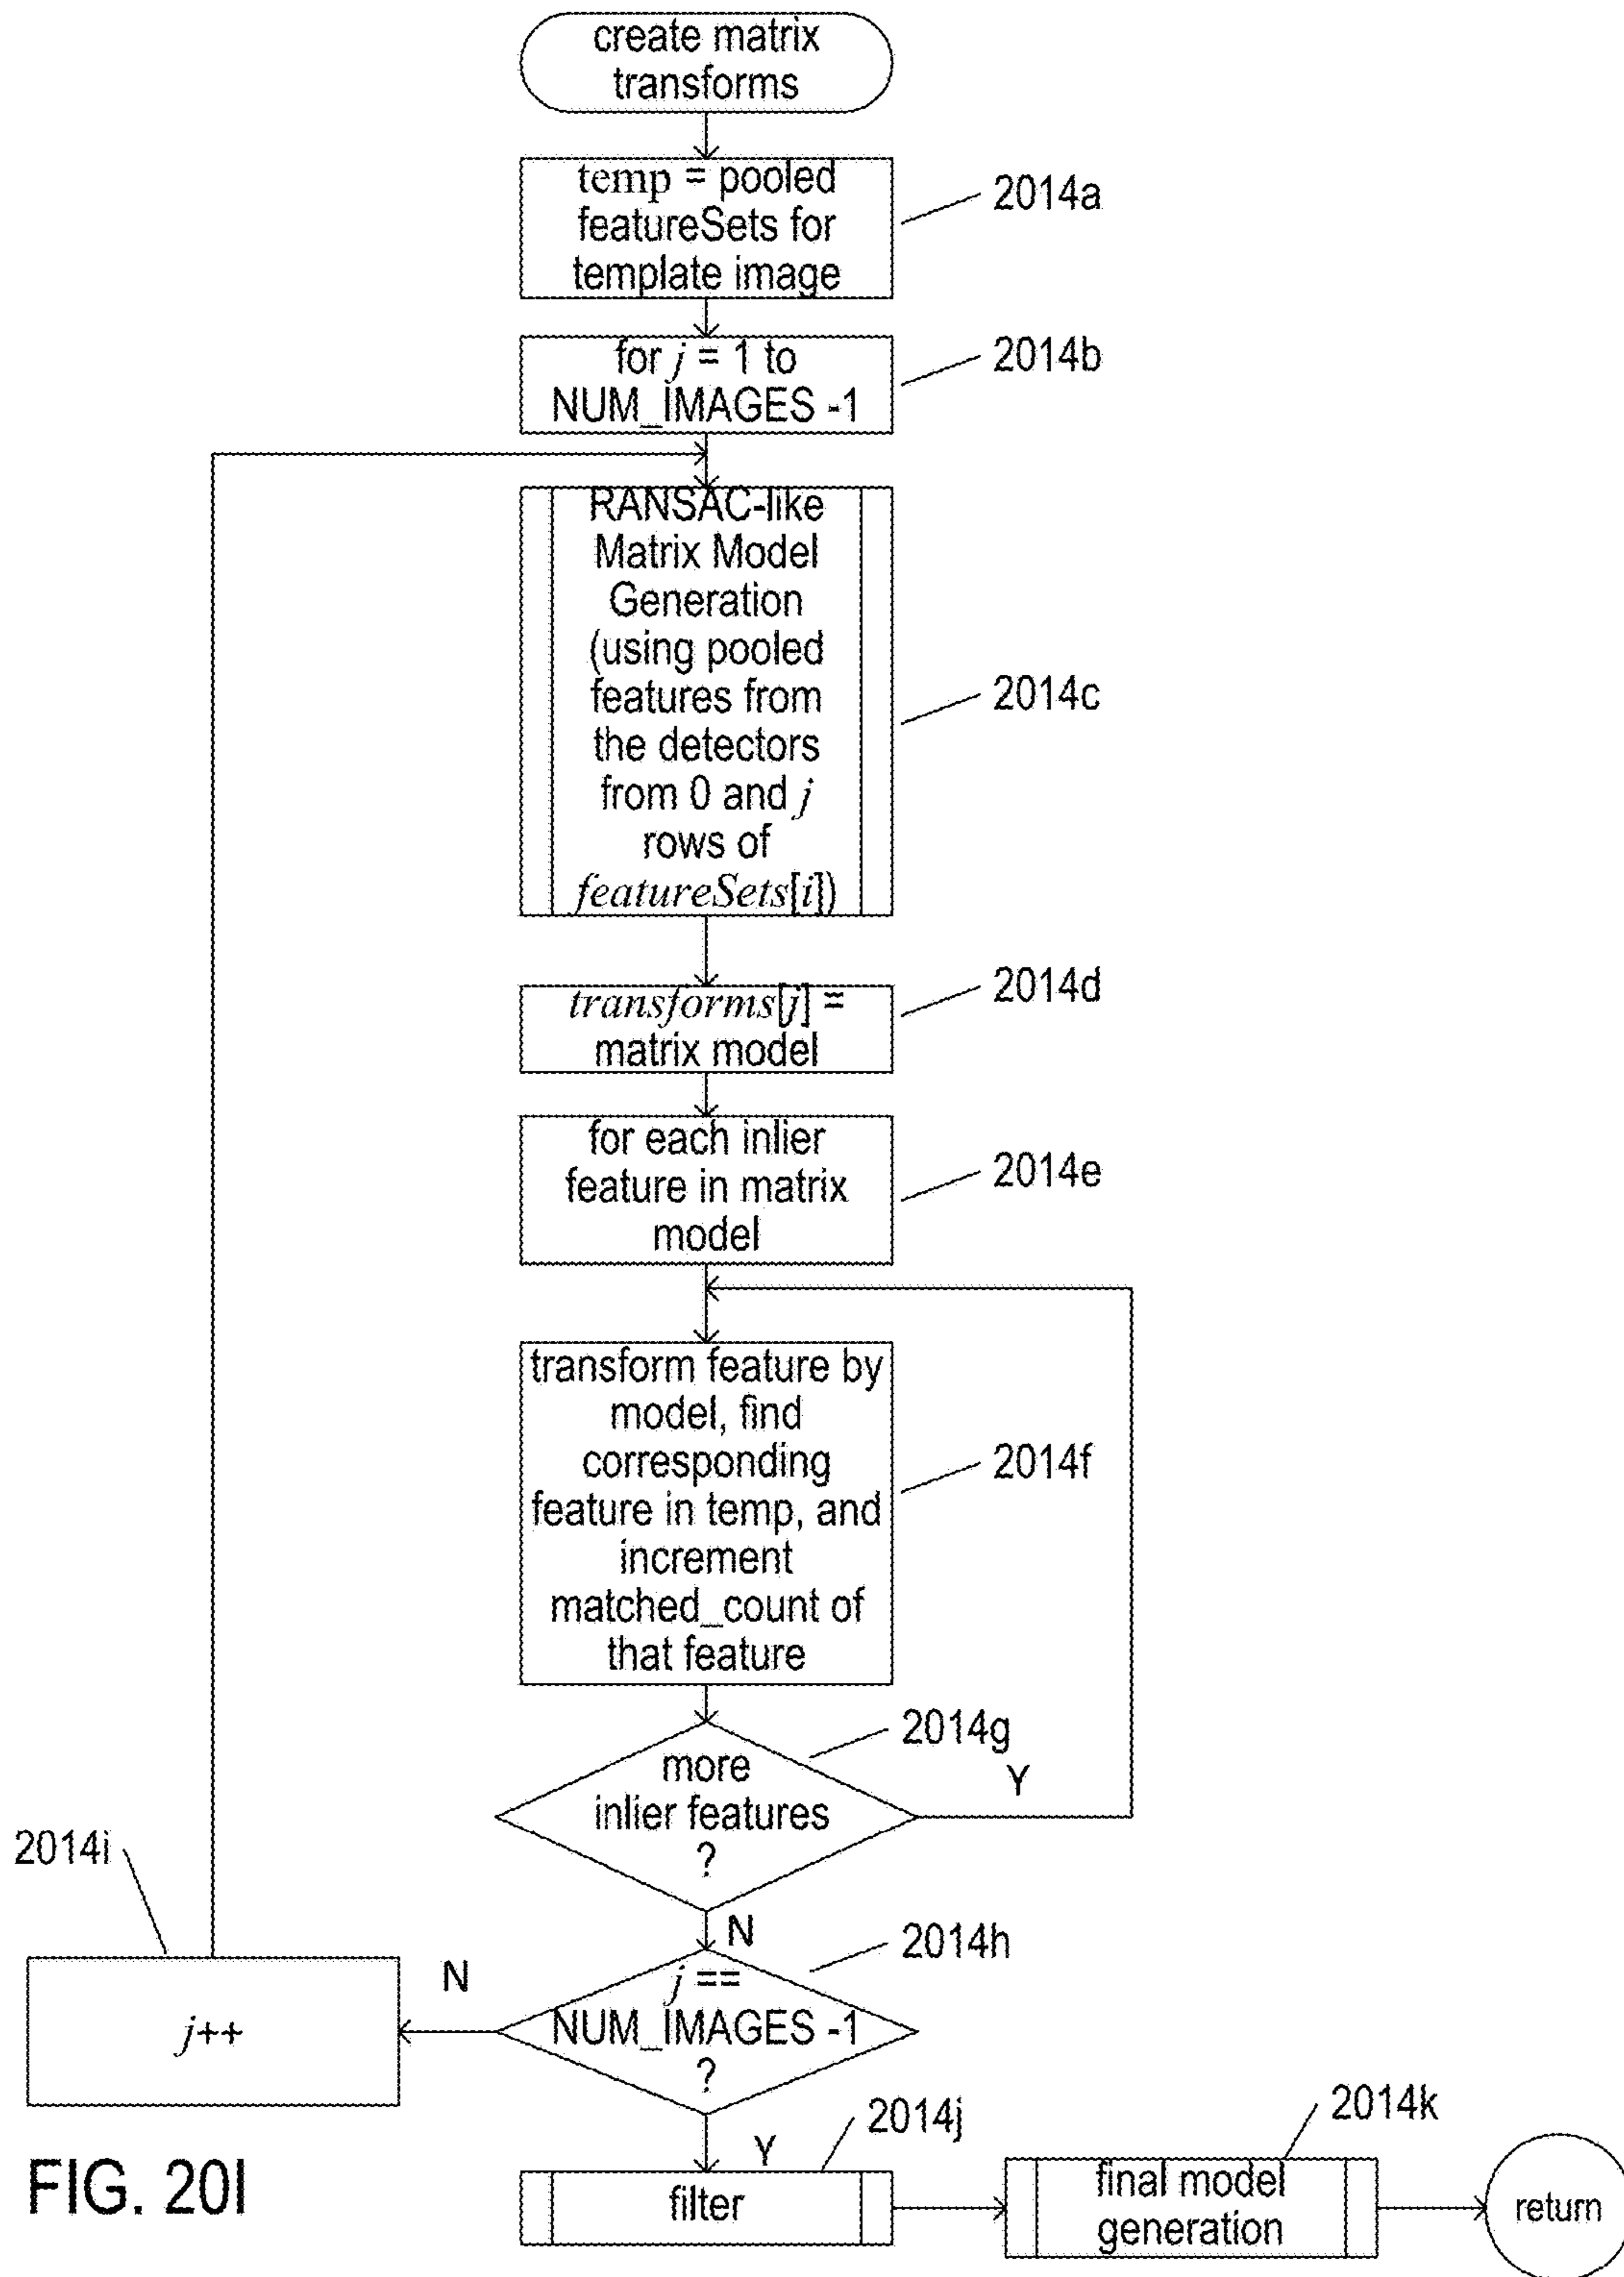 create matrix
transforms
temp = pooled
featureSets for
template image
2014a
for j = 1 to
NUM_IMAGES -1
2014b
RANSAC-like
Matrix Model
Generation
(using pooled
features from
the detectors
from 0 and j
rows of
featureSets[i])
2014c
transforms[j] =
matrix model
2014d
for each inlier
feature in matrix
model
2014e
transform feature by
model, find
corresponding
feature in temp, and
increment
matched_count of
that feature
2014f
more
inlier features
?
2014g
Y
N
j ==
NUM_IMAGES -1
?
2014h
N
2014i
j++
Y
filter
2014j
final model
generation
2014k
return
FIG. 20I